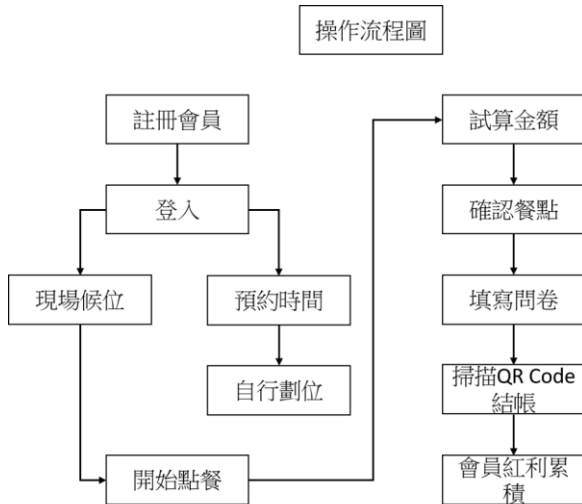 操作流程圖
註冊會員
登入
現場候位
預約時間
自行劃位
開始點餐
試算金額
確認餐點
填寫問卷
掃描QR Code
結帳
會員紅利累
積